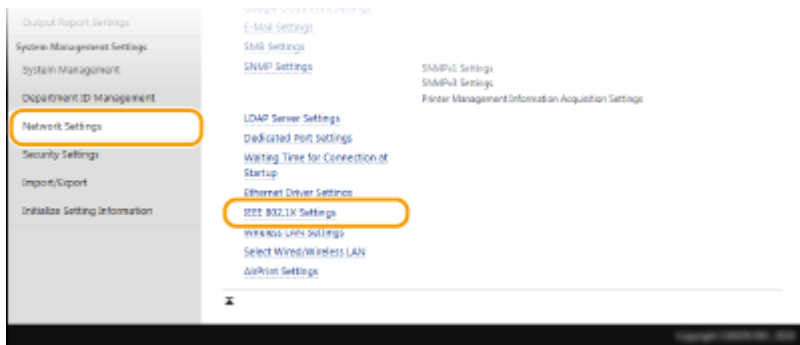 Output Report Settings
System Management Settings
System Management
Department ID Management
Network Settings
Security Settings
Import/Export
Initialize Setting Information
E-Mail Settings
SMB Settings
SNMP Settings
SNMPv1 Settings
SNMPv3 Settings
Printer Management Information Acquisition Settings
LDAP Server Settings
Dedicated Port Settings
Waiting Time for Connection at
Startup
Ethernet Driver Settings
IEEE 802.1X Settings
Wireless LAN Settings
Select Wired/Wireless LAN
AirPrint Settings